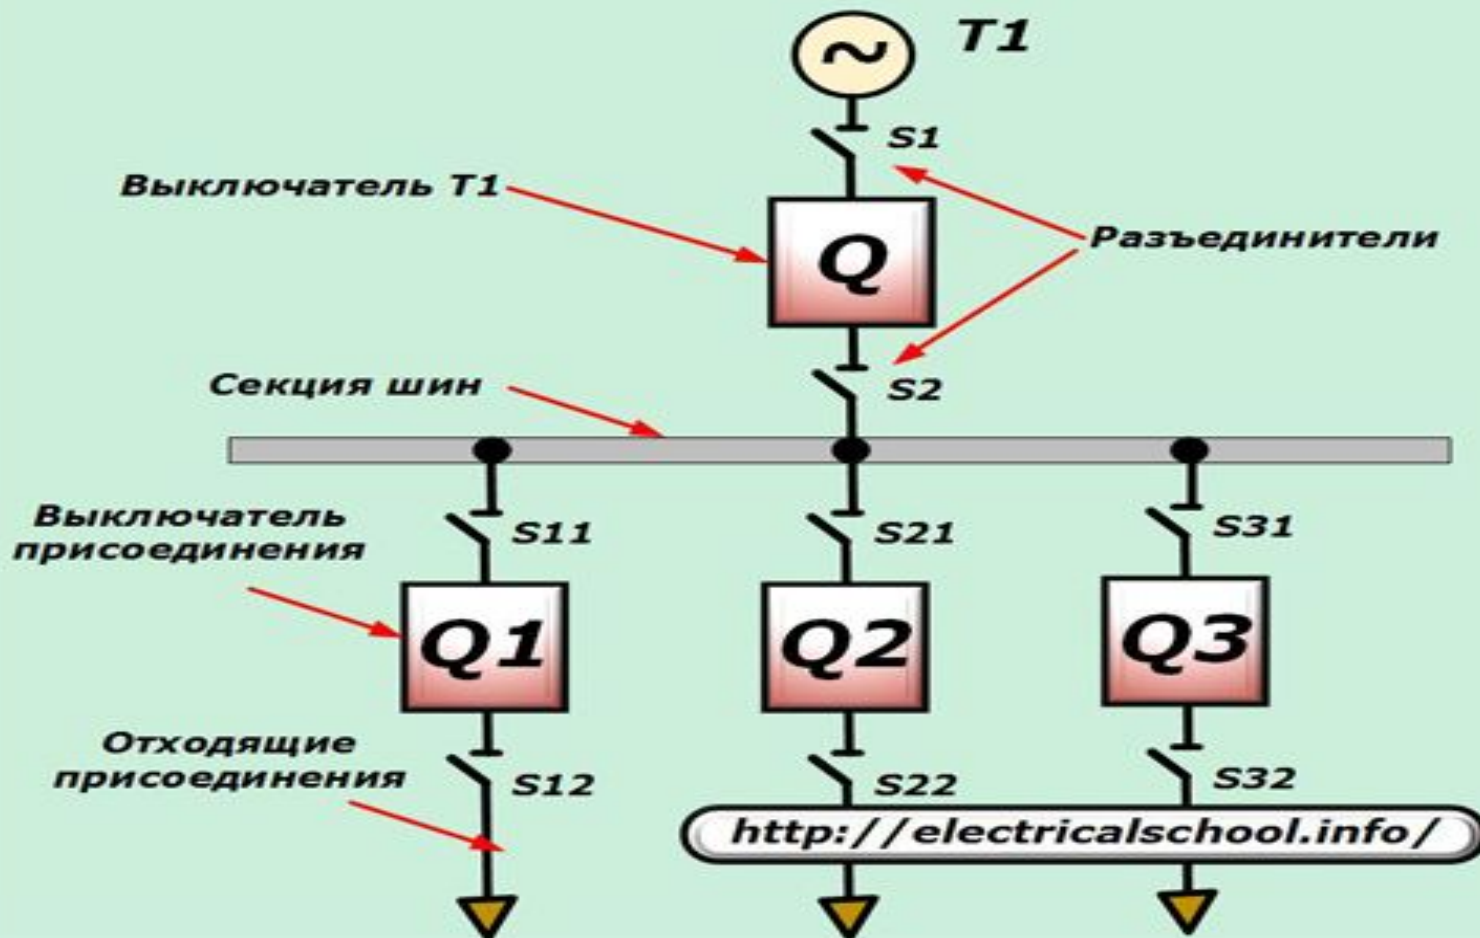 T1
S1
Выключатель Т1
Q
Разъединители
Секция шин
S2
Выключатель
присоединения
S11
S21
S31
Q1
Q2
Q3
Отходящие
присоединения
S12
S22
S32
http://electricalschool.info/